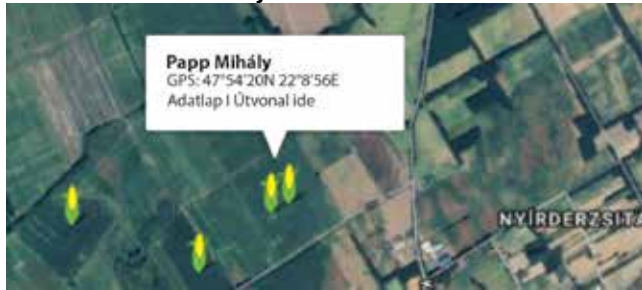 Papp Mihály
GPS: 47°54'20N 22°8'56E
Adatlap I Útvonal ide
NYÍRDERZSITA